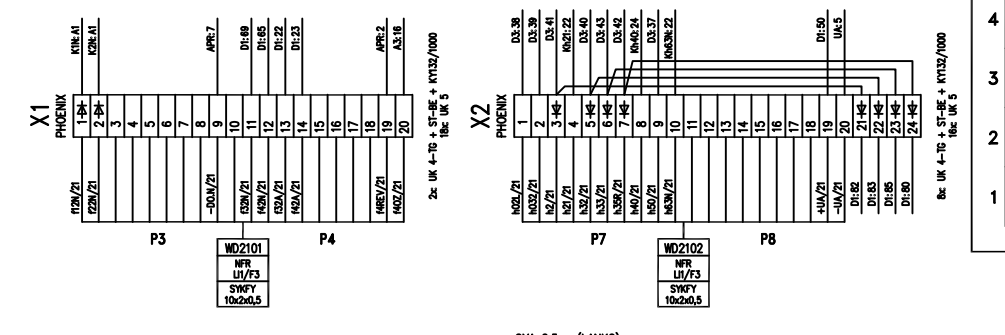 K1N: A1
K2N: A1
APR: 7
D1: 69
D1: 65
D1: 22
D1: 23
APR: 2
A3: 16
X1
PHOENIX
1
2
3
4
5
6
7
8
9
10
11
12
13
14
15
16
17
18
19
20
f12N/21
f22N/21
f32N/21
f42N/21
f32A/21
f42A/21
f4REV/21
f40Z/21
2x: UK 4-TG + ST-BE + KY132/1000
18x: UK 5
P3
P4
WD2101
NFR
LI1/F3
SYKFY
10x2x0,5
D3: 38
D3: 39
D3: 41
Kh21: 22
D3: 40
D3: 43
D3: 42
Kh40: 24
D3: 37
Kh63N: 22
D1: 50
UA: 5
X2
PHOENIX
1
2
3
4
5
6
7
8
9
10
11
12
13
14
15
16
17
18
19
20
21
22
23
24
h02L/21
h032/21
h2/21
h21/21
h32/21
h33/21
h35R/21
h40/21
h50/21
h63N/21
+UA/21
-UA/21
D1: 82
D1: 83
D1: 85
D1: 80
8x: UK 4-TG + ST-BE + KY132/1000
16x: UK 5
P7
P8
WD2102
NFR
LI1/F3
SYKFY
10x2x0,5
4
3
2
1